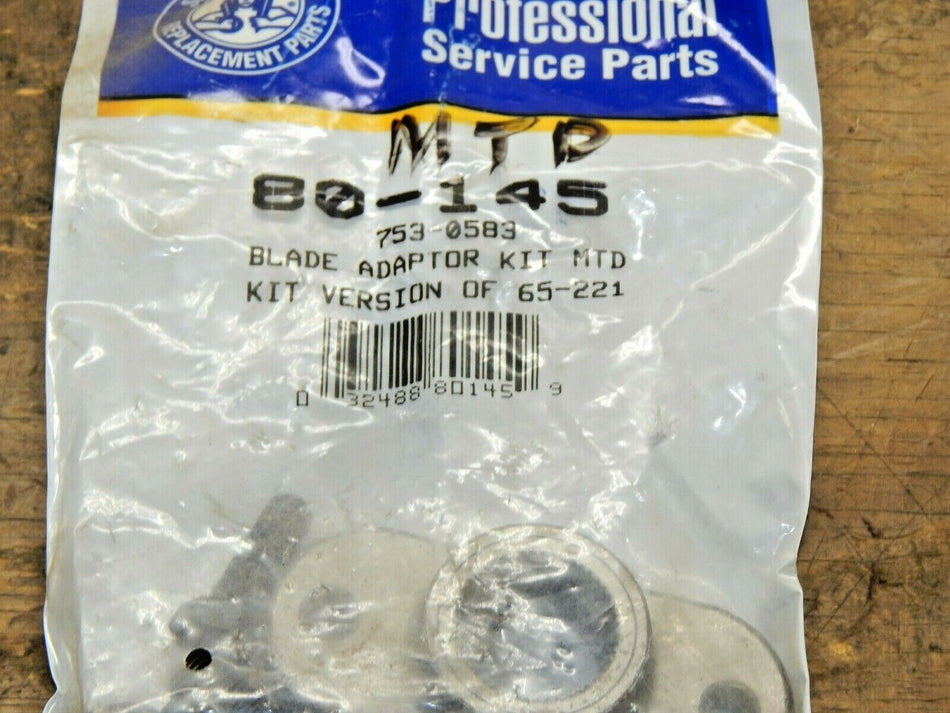 REPLACEMENT PARTS
Professional
Service Parts
MTD
80-145
753-0583
BLADE ADAPTOR KIT MTD
KIT VERSION OF 65-221
0 32488 80145 9